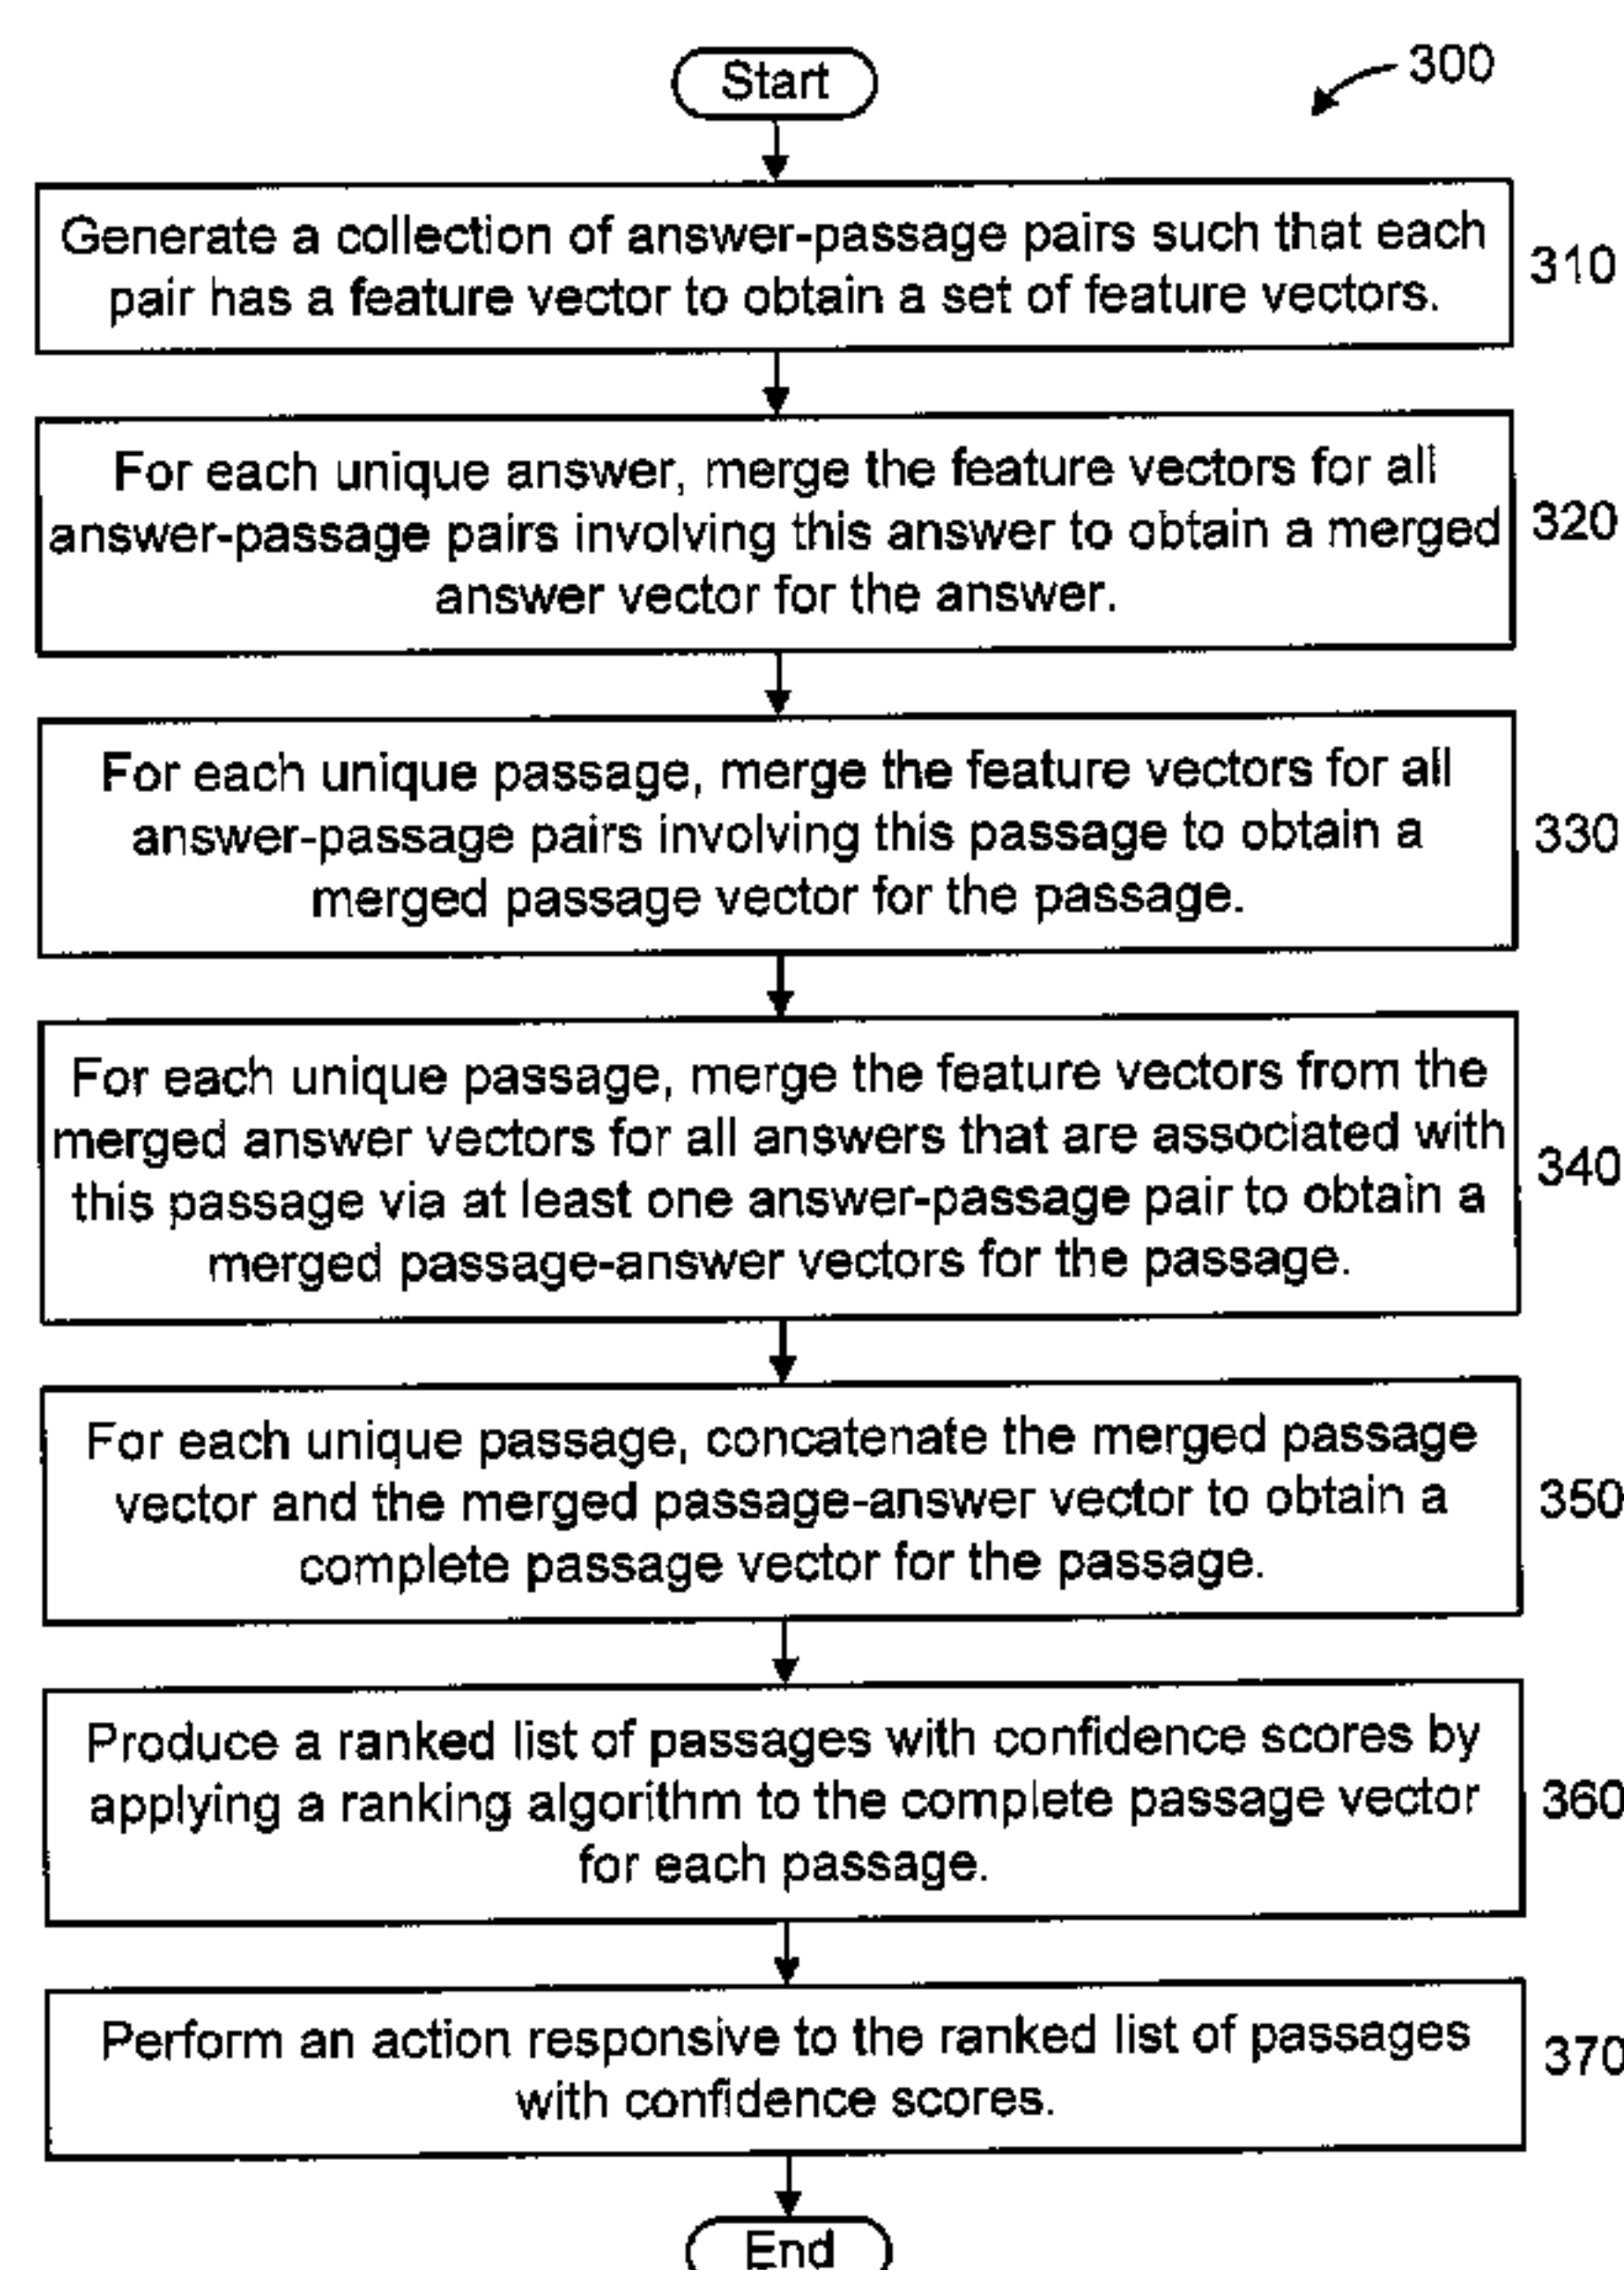 Start
300
Generate a collection of answer-passage pairs such that each
pair has a feature vector to obtain a set of feature vectors.
310
For each unique answer, merge the feature vectors for all
answer-passage pairs involving this answer to obtain a merged
answer vector for the answer.
320
For each unique passage, merge the feature vectors for all
answer-passage pairs involving this passage to obtain a
merged passage vector for the passage.
330
For each unique passage, merge the feature vectors from the
merged answer vectors for all answers that are associated with
this passage via at least one answer-passage pair to obtain a
merged passage-answer vectors for the passage.
340
For each unique passage, concatenate the merged passage
vector and the merged passage-answer vector to obtain a
complete passage vector for the passage.
350
Produce a ranked list of passages with confidence scores by
applying a ranking algorithm to the complete passage vector
for each passage.
360
Perform an action responsive to the ranked list of passages
with confidence scores.
370
End